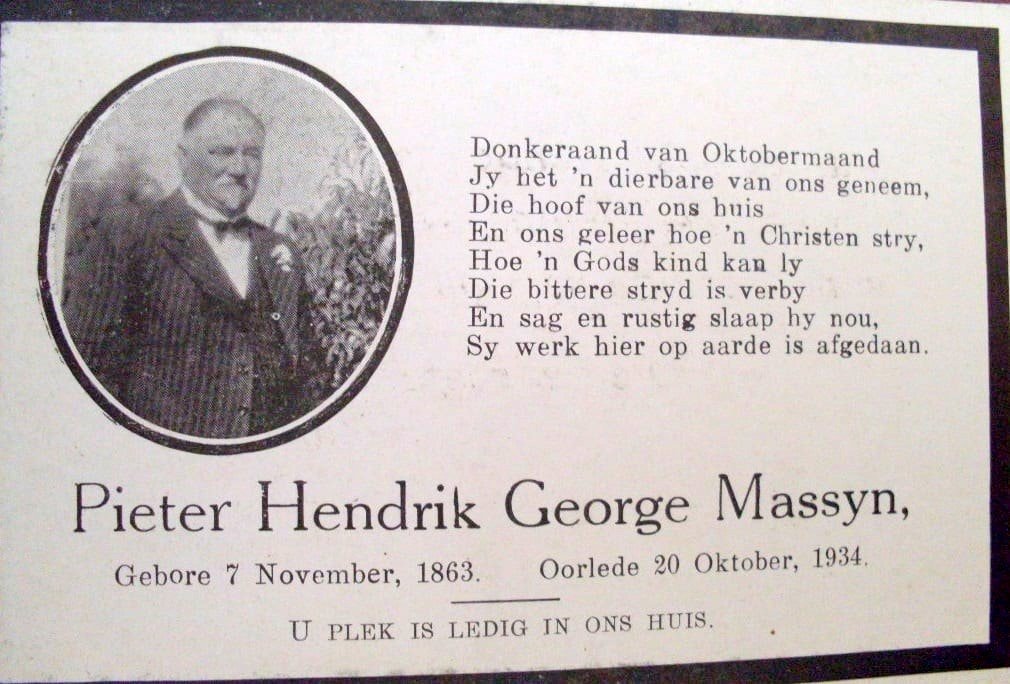 Donkeraand van Oktobermaand
Jy het 'n dierbare van ons geneem,
Die hoof van ons huis
En ons geleer hoe 'n Christen stry,
Hoe 'n Gods kind kan ly
Die bittere stryd is verby
En sag en rustig slaap hy nou,
Sy werk hier op aarde is afgedaan.
Pieter Hendrik George Massyn,
Gebore 7 November, 1863. Oorlede 20 Oktober, 1934.
U PLEK IS LEDIG IN ONS HUIS.